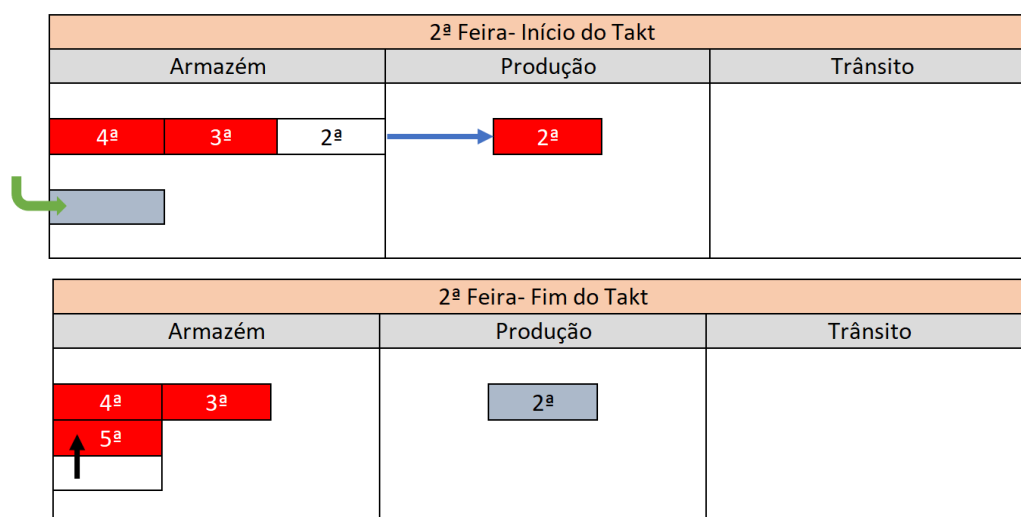 2ª Feira- Início do Takt
Armazém Produção Trânsito
4ª 3ª 2ª 2ª
2ª Feira- Fim do Takt
Armazém Produção Trânsito
4ª 3ª 2ª
5ª